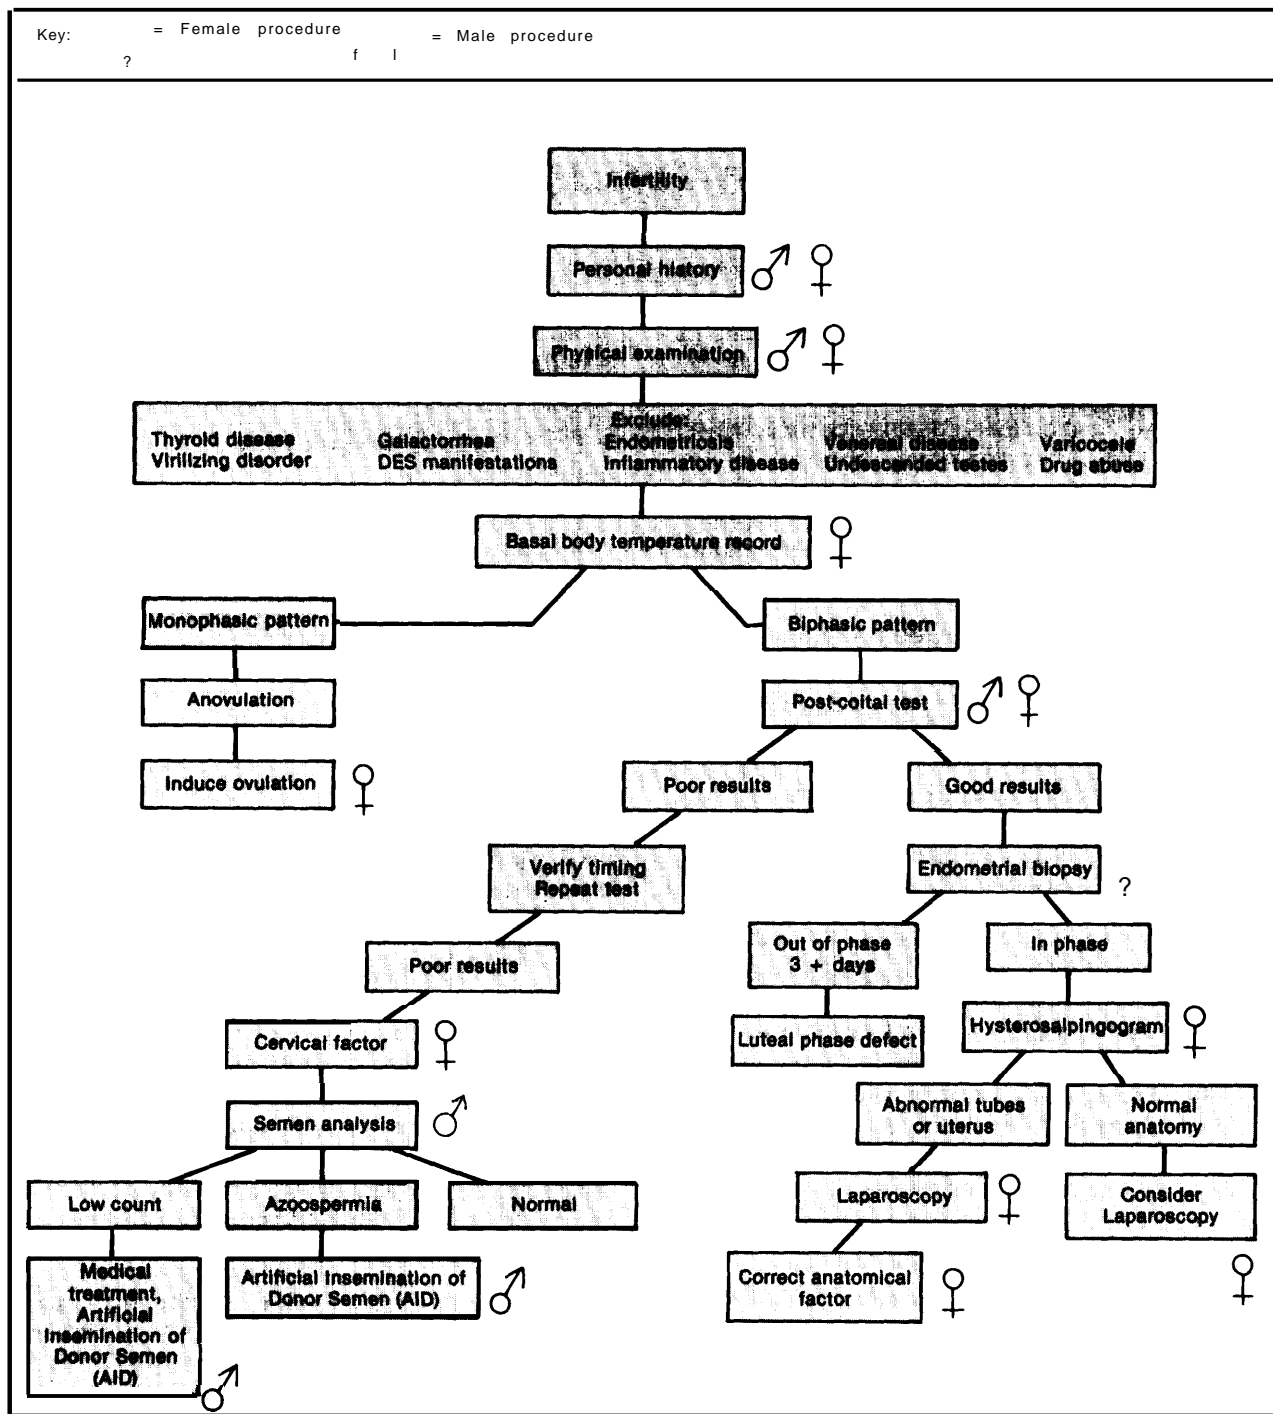 Key:
= Female procedure
= Male procedure
?
f l
Infertility
Personal history
♂ ♀
Physical examination
♂ ♀
Exclude:
Thyroid disease Galactorrhea Endometriosis Venereal disease Varicocele
Virilizing disorder DES manifestations Inflammatory disease Undescended testes Drug abuse
Basal body temperature record
♀
Monophasic pattern
Biphasic pattern
Anovulation
Post-coital test
♂ ♀
Induce ovulation
♀
Poor results
Good results
Verify timing
Repeat test
Endometrial biopsy
?
Poor results
Out of phase
3 + days
In phase
Cervical factor
♀
Luteal phase defect
Hysterosalpingogram
♀
Semen analysis
♂
Abnormal tubes
or uterus
Normal
anatomy
Low count
Azoospermia
Normal
Laparoscopy
♀
Consider
Laparoscopy
♀
Medical
treatment,
Artificial
Insemination of
Donor Semen
(AID)
♂
Artificial Insemination of
Donor Semen (AID)
♂
Correct anatomical
factor
♀